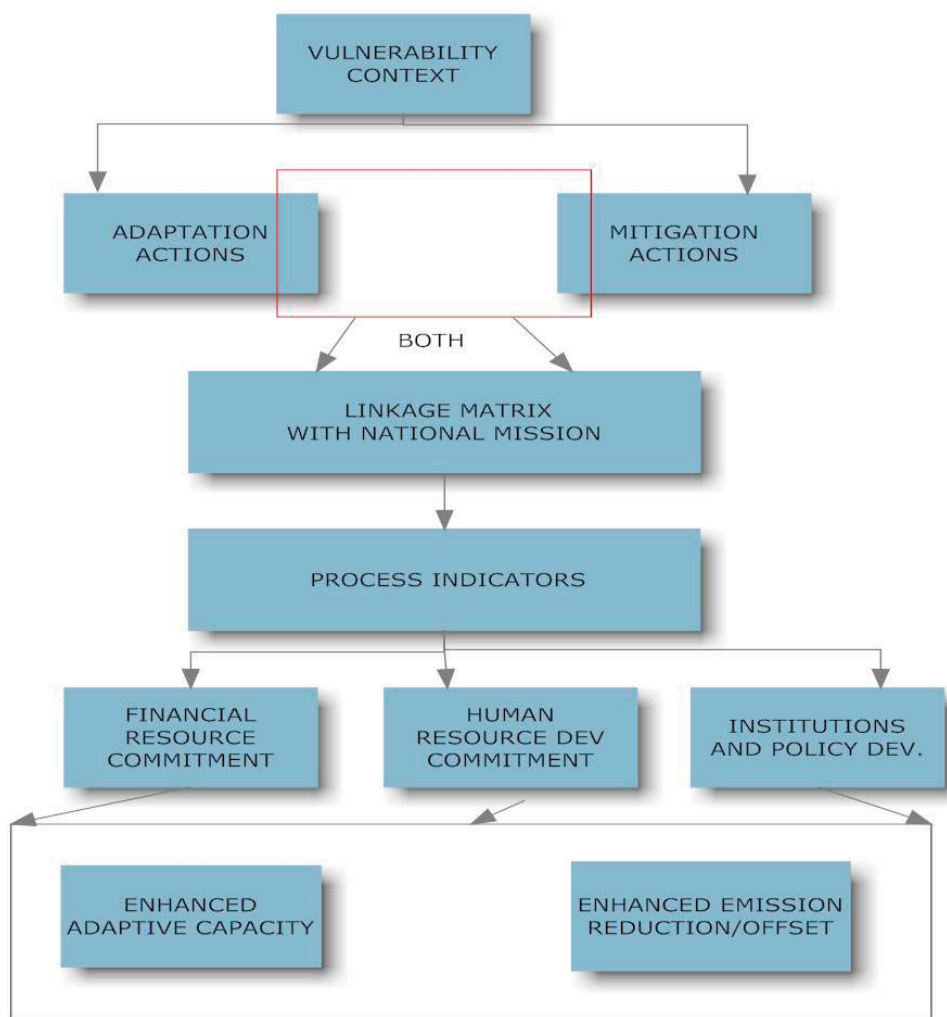 VULNERABILITY
CONTEXT
ADAPTATION
ACTIONS
MITIGATION
ACTIONS
BOTH
LINKAGE MATRIX
WITH NATIONAL MISSION
PROCESS INDICATORS
FINANCIAL
RESOURCE
COMMITMENT
HUMAN
RESOURCE DEV
COMMITMENT
INSTITUTIONS
AND POLICY DEV.
ENHANCED
ADAPTIVE CAPACITY
ENHANCED EMISSION
REDUCTION/OFFSET